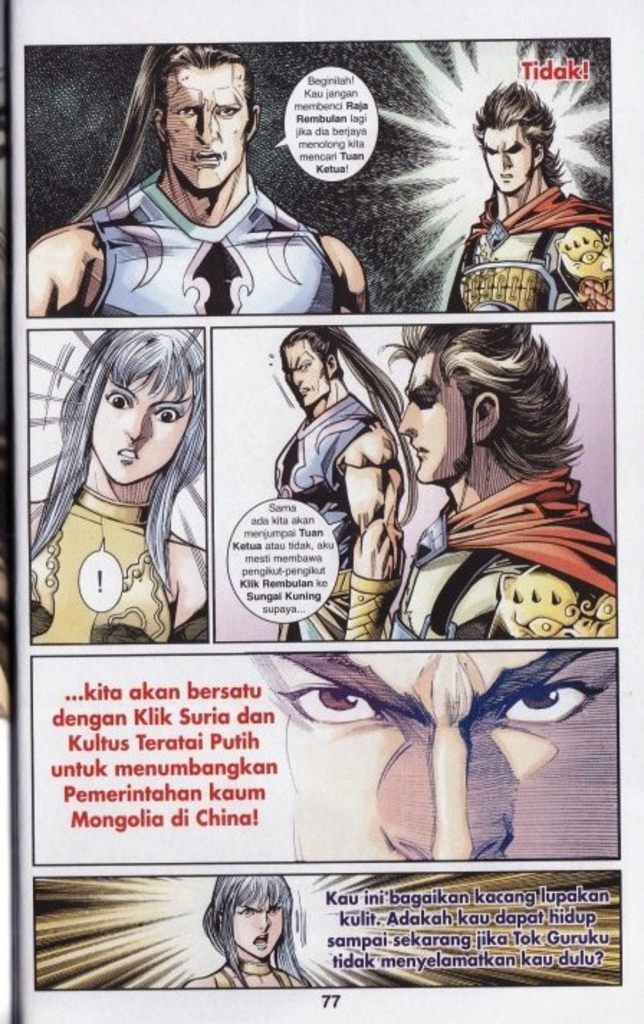 Beginilah!
Kau jangan
membenci Raja
Rembulan lagi
jika dia berjaya
menolong kita
mencari Tuan
Ketua!
Tidak!
!
Sama
ada kita akan
menjumpai Tuan
Ketua atau tidak, aku
mesti membawa
pengikut-pengikut
Klik Rembulan ke
Sungai Kuning
supaya...
...kita akan bersatu
dengan Klik Suria dan
Kultus Teratai Putih
untuk menumbangkan
Pemerintahan kaum
Mongolia di China!
Kau ini bagaikan kacang lupakan
kulit. Adakah kau dapat hidup
sampai sekarang jika Tok Guruku
tidak menyelamatkan kau dulu?
77